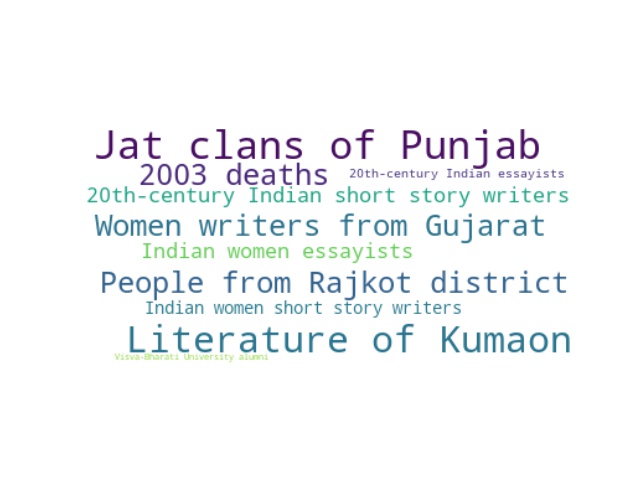 Jat clans of Punjab
2003 deaths 20th-century Indian essayists
20th-century Indian short story writers
Women writers from Gujarat
Indian women essayists
People from Rajkot district
Indian women short story writers
Literature of Kumaon
Visva-Bharati University alumni